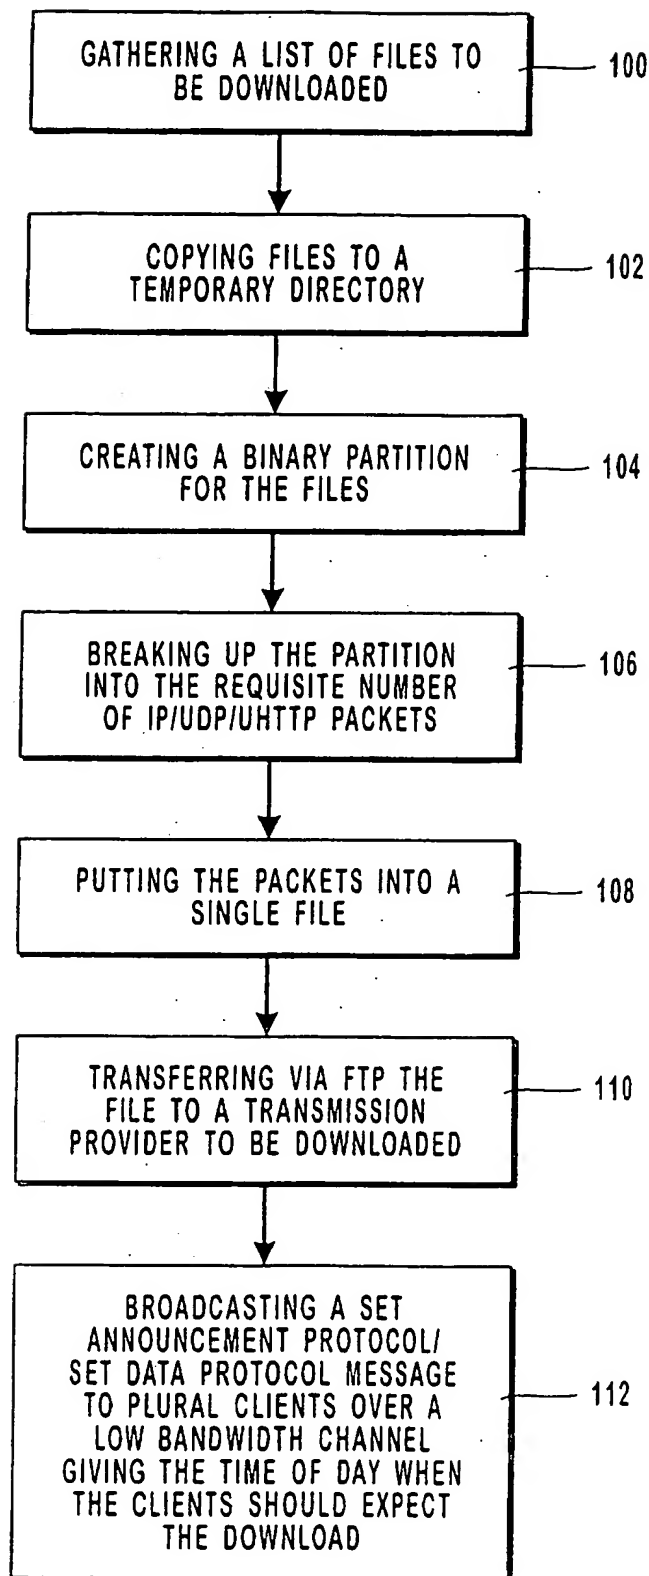 GATHERING A LIST OF FILES TO
BE DOWNLOADED
100
COPYING FILES TO A
TEMPORARY DIRECTORY
102
CREATING A BINARY PARTITION
FOR THE FILES
104
BREAKING UP THE PARTITION
INTO THE REQUISITE NUMBER
OF IP/UDP/UHTTP PACKETS
106
PUTTING THE PACKETS INTO A
SINGLE FILE
108
TRANSFERRING VIA FTP THE
FILE TO A TRANSMISSION
PROVIDER TO BE DOWNLOADED
110
BROADCASTING A SET
ANNOUNCEMENT PROTOCOL/
SET DATA PROTOCOL MESSAGE
TO PLURAL CLIENTS OVER A
LOW BANDWIDTH CHANNEL
GIVING THE TIME OF DAY WHEN
THE CLIENTS SHOULD EXPECT
THE DOWNLOAD
112